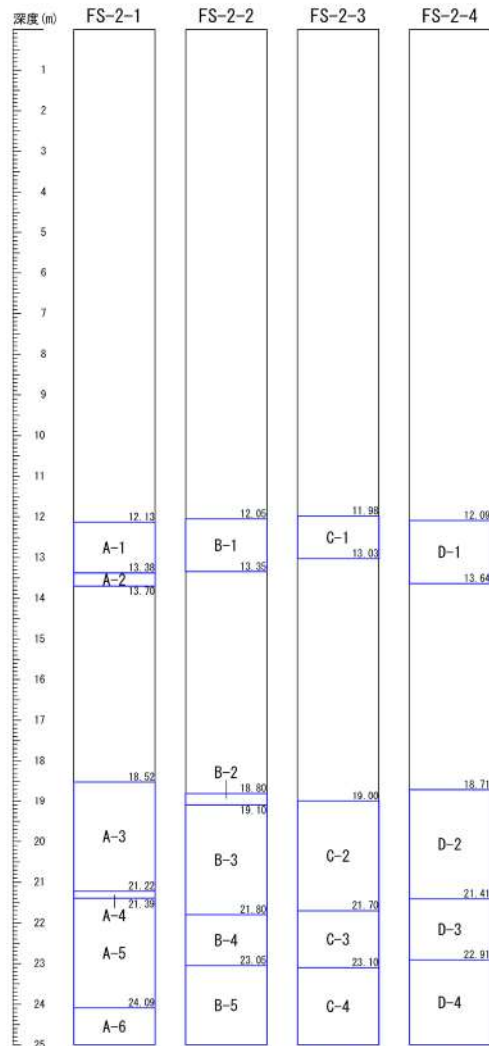 深度(m) FS-2-1 FS-2-2 FS-2-3 FS-2-4
1
2
3
4
5
6
7
8
9
10
11
12
13
14
15
16
17
18
19
20
21
22
23
24
25
12.13
A-1
13.38
A-2
13.70
18.52
A-3
21.22
21.39
A-4
A-5
24.09
A-6
12.05
B-1
13.35
B-2
18.80
19.10
B-3
21.80
B-4
23.05
B-5
11.98
C-1
13.03
19.00
C-2
21.70
C-3
23.10
C-4
12.09
D-1
13.64
18.71
D-2
21.41
D-3
22.91
D-4